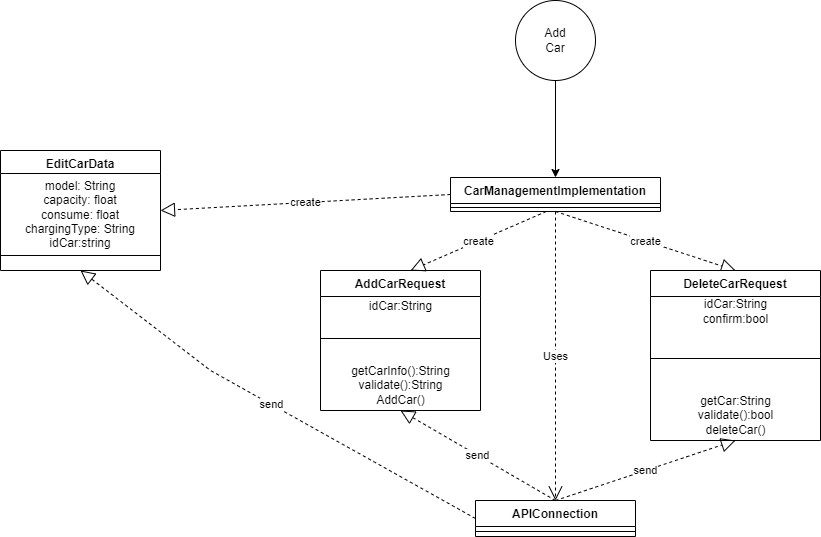 Add
Car
EditCarData
model: String
capacity: float
consume: float
chargingType: String
idCar:string
CarManagementImplementation
create
create
create
AddCarRequest
idCar:String
getCarInfo():String
validate():String
AddCar()
DeleteCarRequest
idCar:String
confirm:bool
getCar:String
validate():bool
deleteCar()
Uses
send
send
send
APIConnection